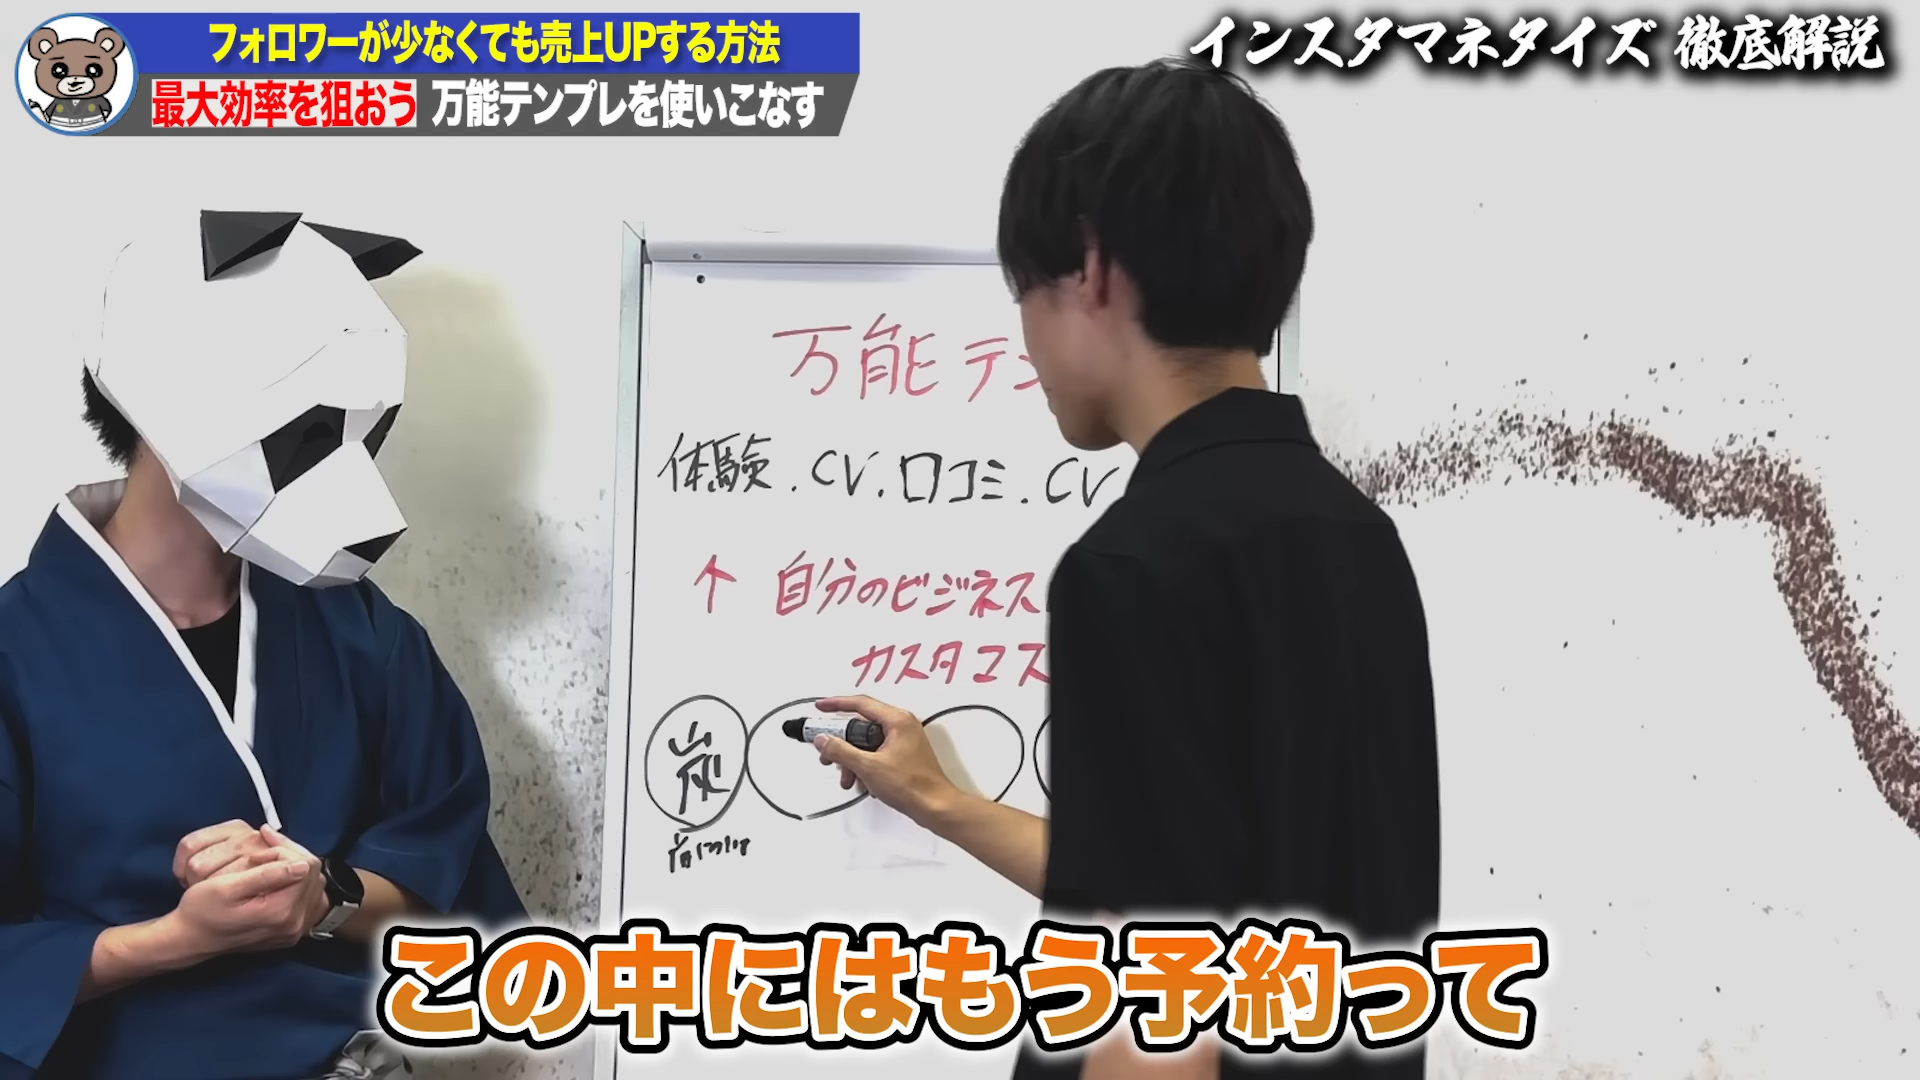 フォロワーが少なくても売上UPする方法
最大効率を狙おう 万能テンプレを使いこなす
インスタマネタイズ 徹底解説
万能テン
体験.CV.口コミ.CV
↑ 自分のビジネス
カスタマス
炭
この中にはもう予約って